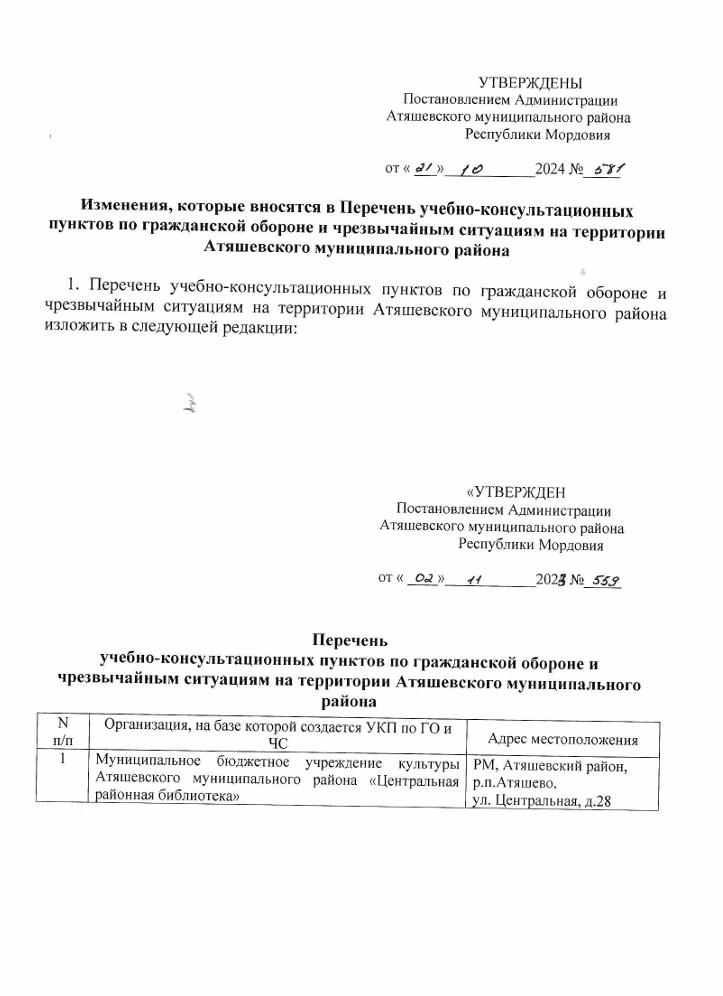 УТВЕРЖДЕНЫ
Постановлением Администрации
Атяшевского муниципального района
Республики Мордовия
от « 21 » 10 2024 № 581
Изменения, которые вносятся в Перечень учебно-консультационных
пунктов по гражданской обороне и чрезвычайным ситуациям на территории
Атяшевского муниципального района
1. Перечень учебно-консультационных пунктов по гражданской обороне и
чрезвычайным ситуациям на территории Атяшевского муниципального района
изложить в следующей редакции:
«УТВЕРЖДЕН
Постановлением Администрации
Атяшевского муниципального района
Республики Мордовия
от « 02 » 11 2023 № 559
Перечень
учебно-консультационных пунктов по гражданской обороне и
чрезвычайным ситуациям на территории Атяшевского муниципального
района
N
п/п
Организация, на базе которой создается УКП по ГО и
ЧС
Адрес местоположения
1
Муниципальное бюджетное учреждение культуры
Атяшевского муниципального района «Центральная
районная библиотека»
РМ, Атяшевский район,
р.п.Атяшево,
ул. Центральная, д.28